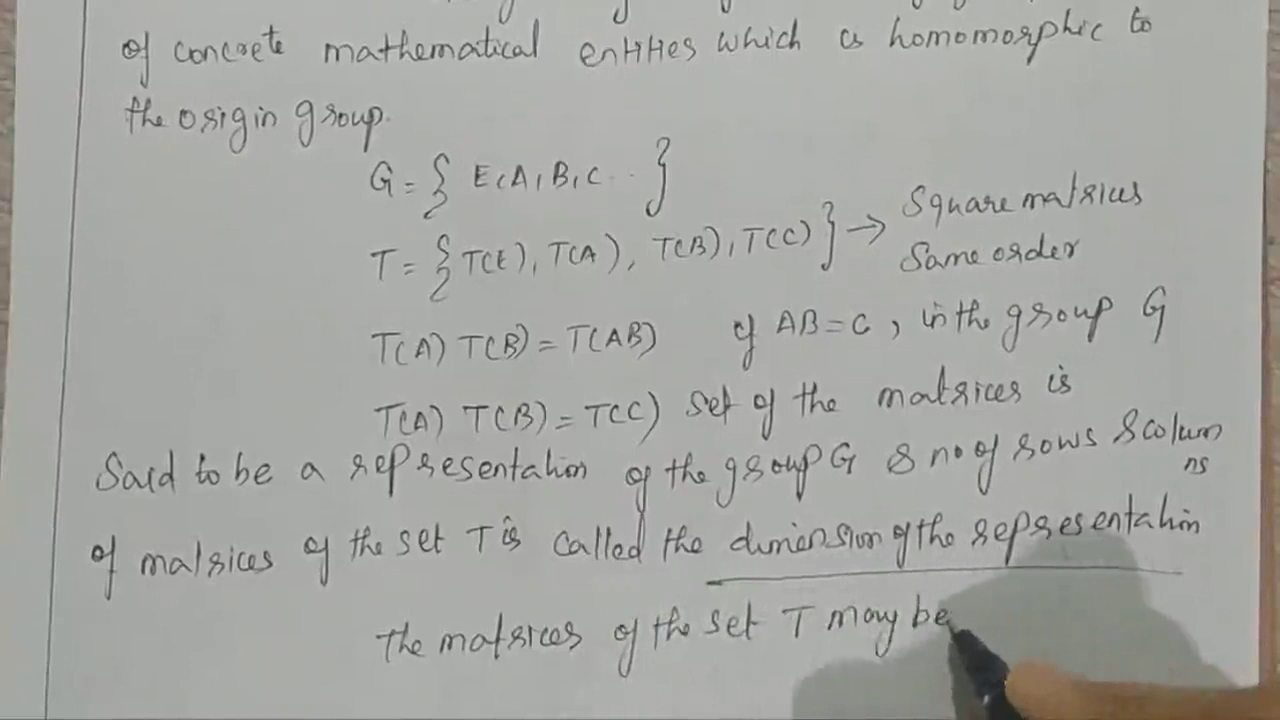 of concrete mathematical entities which is homomorphic to
the origin group.
G = { E, A, B, C .. }
T = { T(E), T(A), T(B), T(C) } → Square matrices
Same order
T(A) T(B) = T(AB) if AB = C, in the group G
T(A) T(B) = T(C) set of the matrices is
Said to be a representation of the group G & no of rows & colum
ns
of matrices of the set T is called the dimension of the representation
the matrices of the set T may be